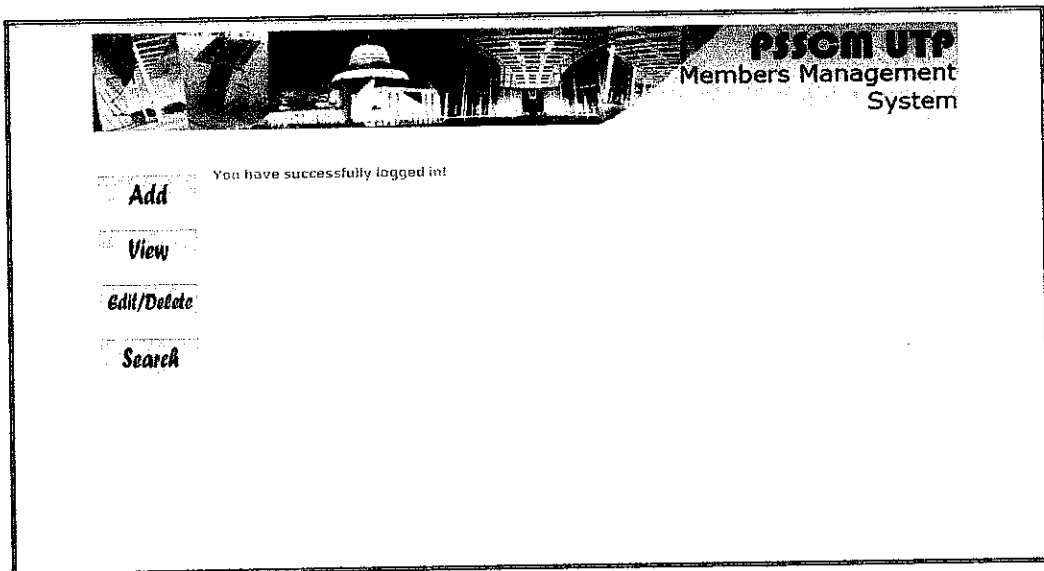 PSSCM UTP
Members Management
System
You have successfully logged in!
Add
View
Edit/Delete
Search